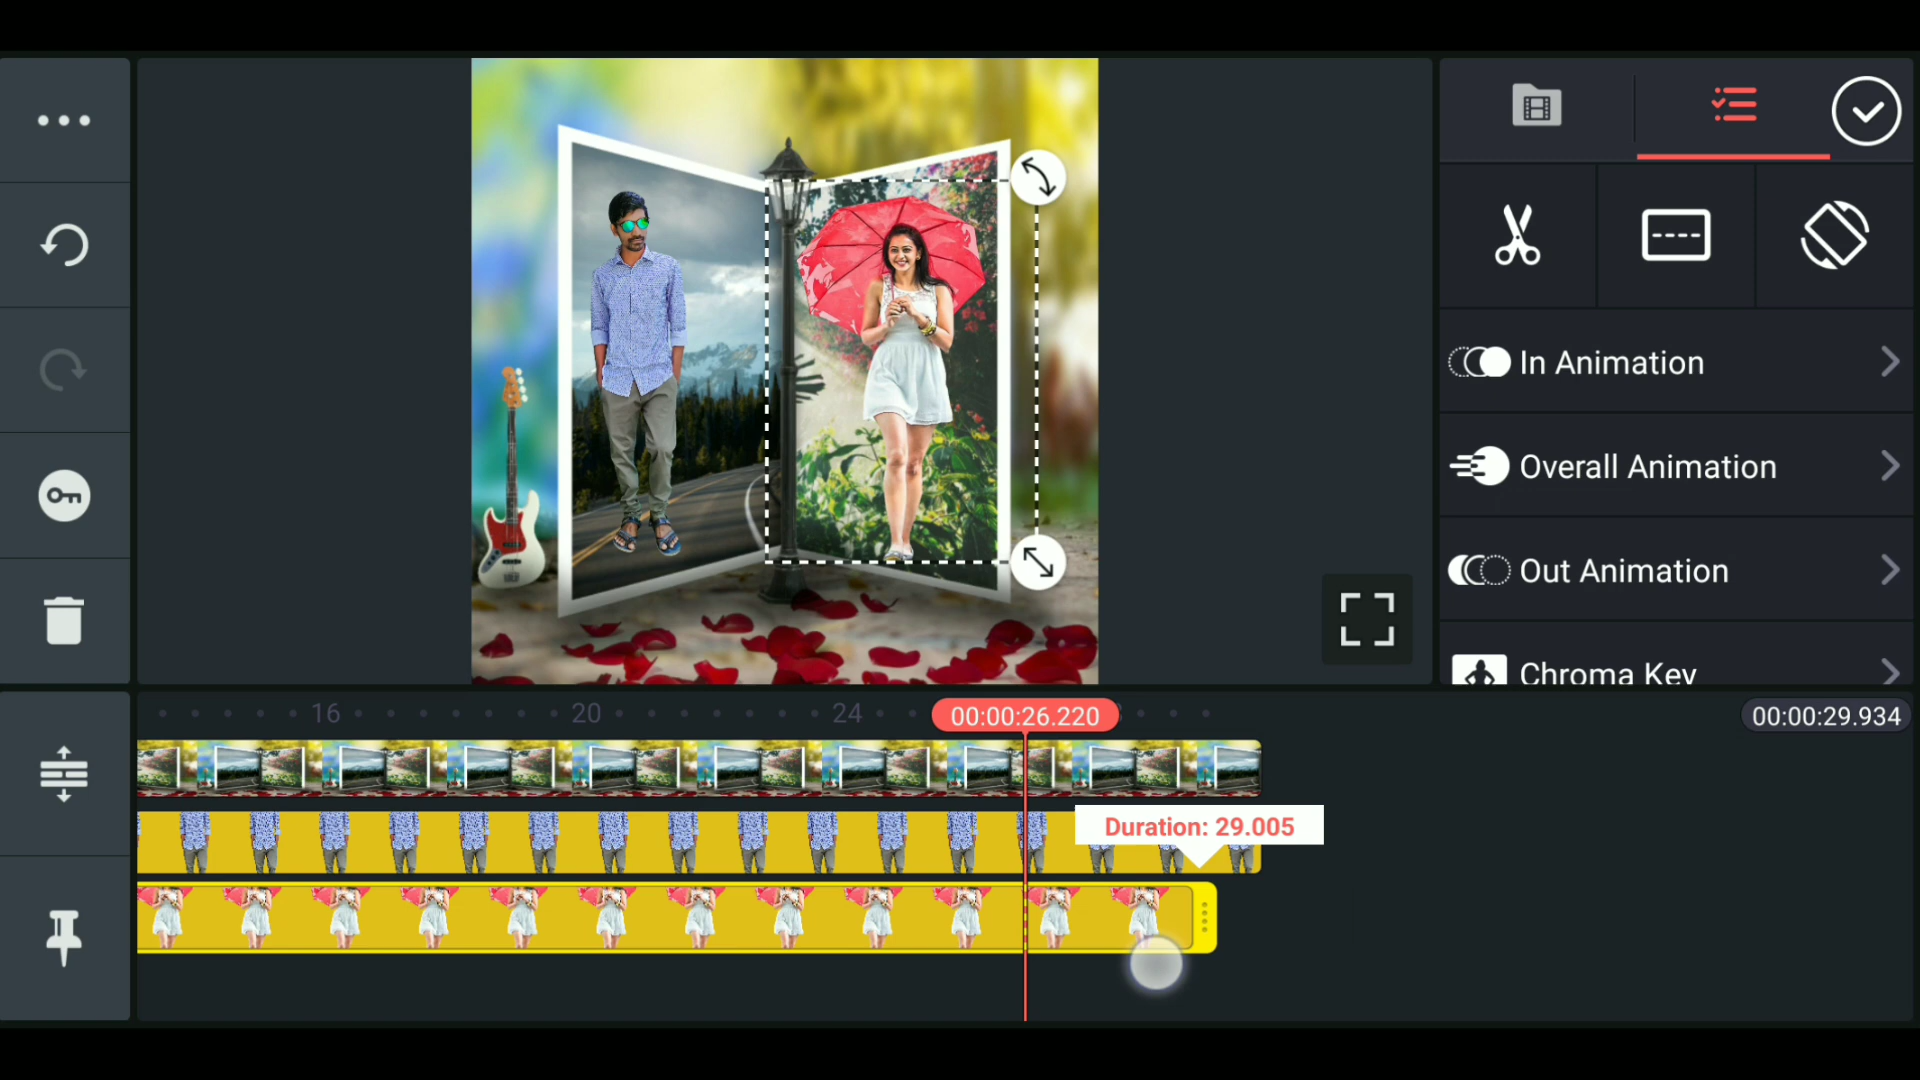 In Animation
Overall Animation
Out Animation
Chroma Key
16
20
24
00:00:26.220
00:00:29.934
Duration: 29.005